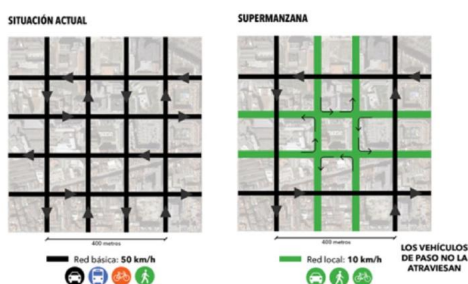 SITUACIÓN ACTUAL
SUPERMANZANA
400 metros
400 metros
Red básica: 50 km/h
Red local: 10 km/h
LOS VEHÍCULOS
DE PASO NO LA
ATRAVIESAN